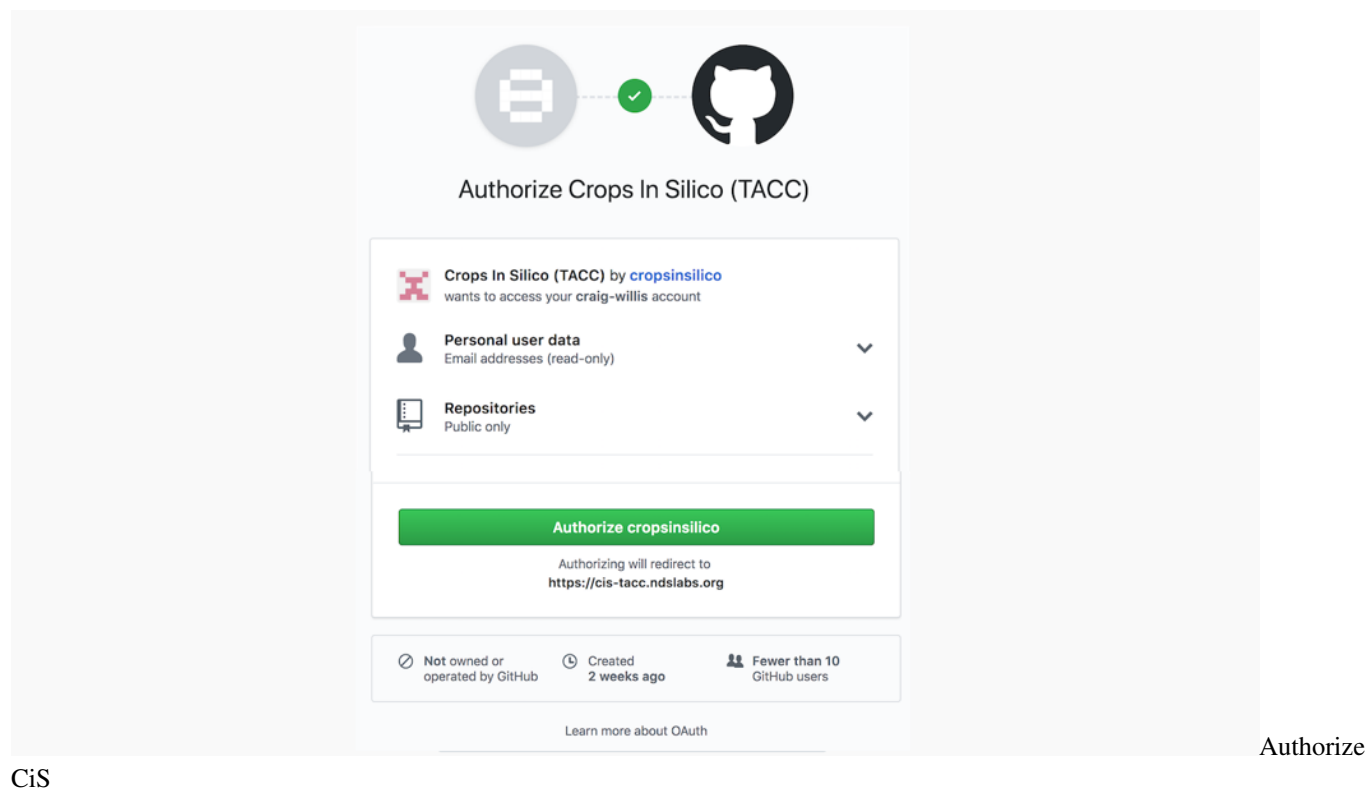 Authorize Crops In Silico (TACC)
Crops In Silico (TACC) by cropsinsilico
wants to access your craig-willis account
Personal user data
Email addresses (read-only)
Repositories
Public only
Authorize cropsinsilico
Authorizing will redirect to
https://cis-tacc.ndslabs.org
Not owned or
operated by GitHub
Created
2 weeks ago
Fewer than 10
GitHub users
Learn more about OAuth
Authorize
CiS